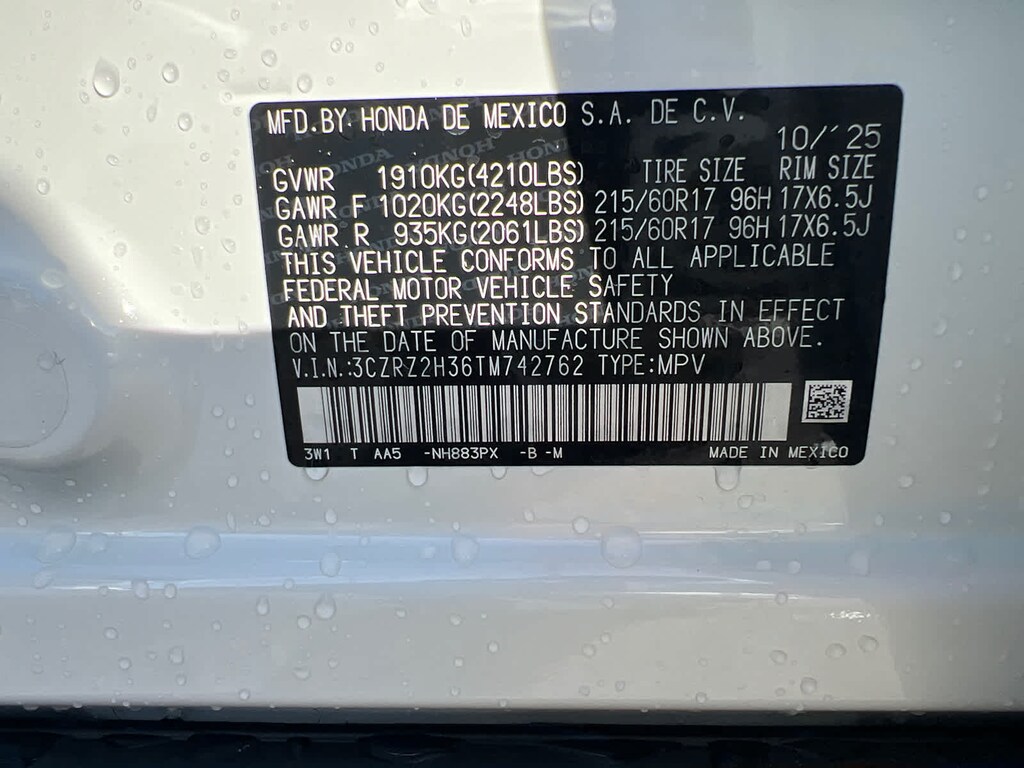 MFD.BY HONDA DE MEXICO S.A. DE C.V.
10/'25
TIRE SIZE RIM SIZE
GVWR 1910KG(4210LBS)
GAWR F 1020KG(2248LBS) 215/60R17 96H 17X6.5J
GAWR R 935KG(2061LBS) 215/60R17 96H 17X6.5J
THIS VEHICLE CONFORMS TO ALL APPLICABLE
FEDERAL MOTOR VEHICLE SAFETY
AND THEFT PREVENTION STANDARDS IN EFFECT
ON THE DATE OF MANUFACTURE SHOWN ABOVE.
V.I.N.:3CZRZ2H36TM742762 TYPE:MPV
3W1 T AA5 -NH883PX -B -M MADE IN MEXICO